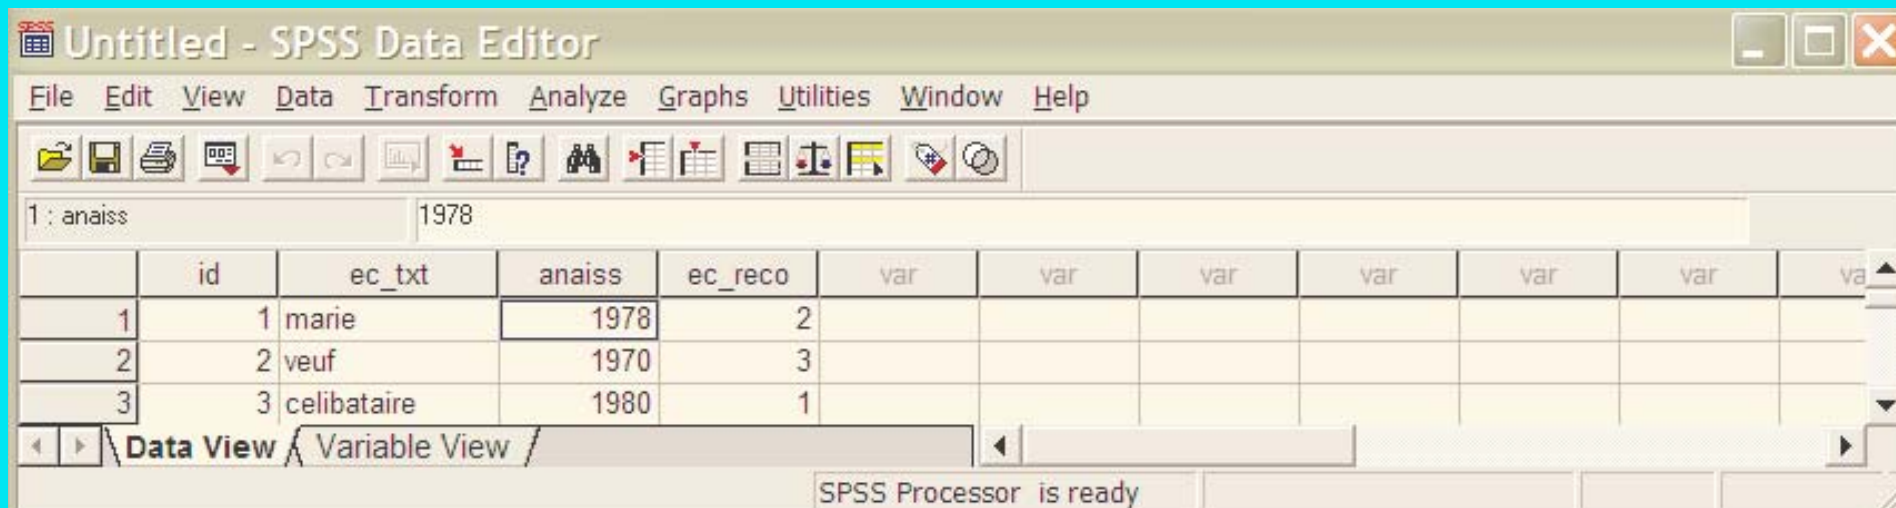 SPSS
Untitled - SPSS Data Editor
File Edit View Data Transform Analyze Graphs Utilities Window Help
1 : anaiss 1978
id ec_txt anaiss ec_reco var var var var var var va
1 1 marie 1978 2
2 2 veuf 1970 3
3 3 celibataire 1980 1
Data View Variable View
SPSS Processor is ready